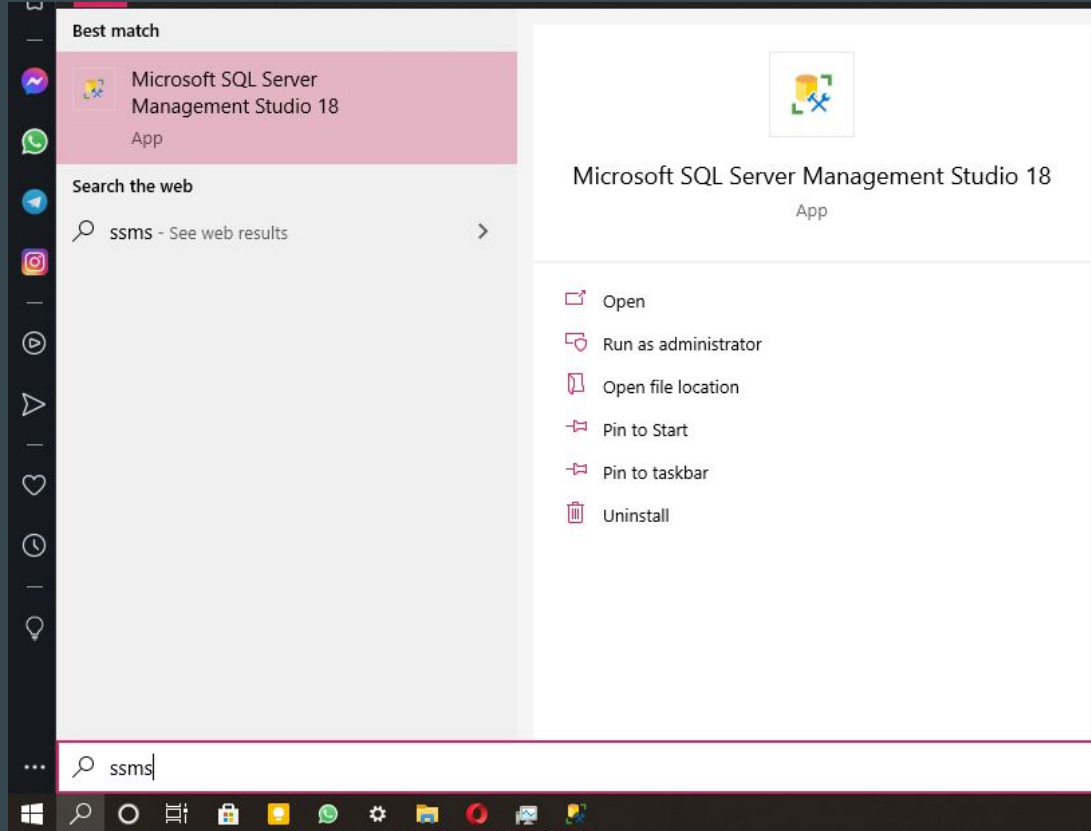 Best match
Microsoft SQL Server
Management Studio 18
App
Search the web
ssms - See web results
Microsoft SQL Server Management Studio 18
App
Open
Run as administrator
Open file location
Pin to Start
Pin to taskbar
Uninstall
ssms